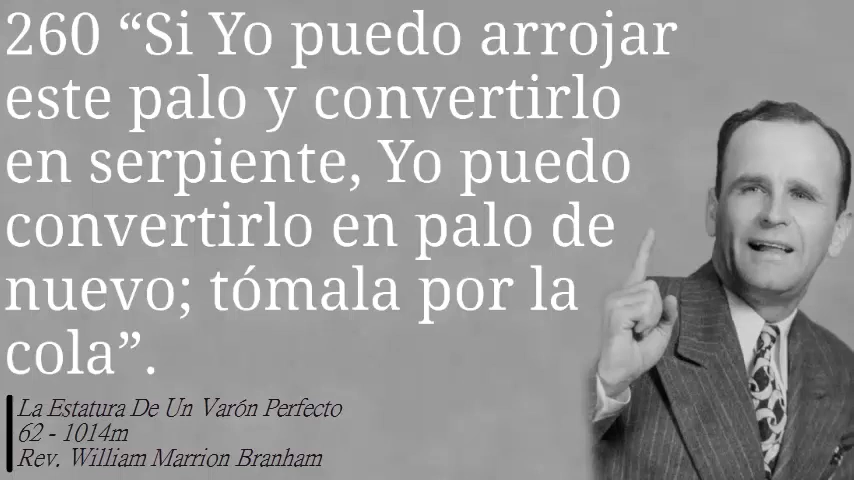 260 “Si Yo puedo arrojar
este palo y convertirlo
en serpiente, Yo puedo
convertirlo en palo de
nuevo; tómala por la
cola”.
La Estatura De Un Varón Perfecto
62 - 1014m
Rev. William Marrion Branham